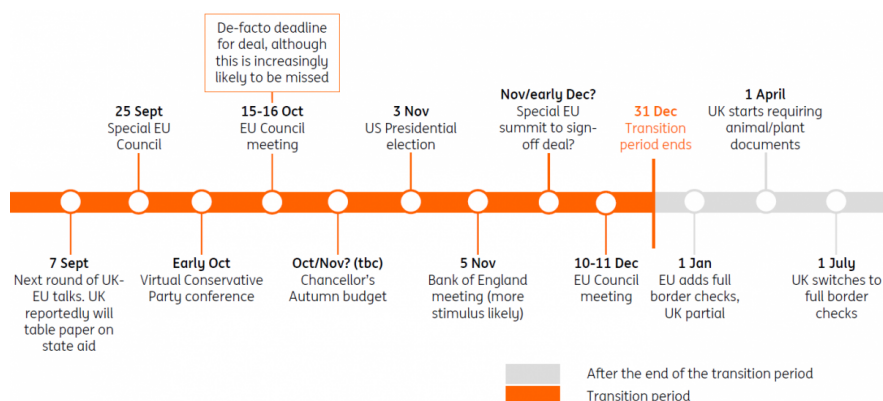 De-facto deadline
for deal, although
this is increasingly
likely to be missed
25 Sept
Special EU
Council
15-16 Oct
EU Council
meeting
3 Nov
US Presidential
election
Nov/early Dec?
Special EU
summit to sign-
off deal?
31 Dec
Transition
period ends
1 April
UK starts requiring
animal/plant
documents
7 Sept
Next round of UK-
EU talks. UK
reportedly will
table paper on
state aid
Early Oct
Virtual Conservative
Party conference
Oct/Nov? (tbc)
Chancellor's
Autumn budget
5 Nov
Bank of England
meeting (more
stimulus likely)
10-11 Dec
EU Council
meeting
1 Jan
EU adds full
border checks,
UK partial
1 July
UK switches to
full border
checks
After the end of the transition period
Transition period